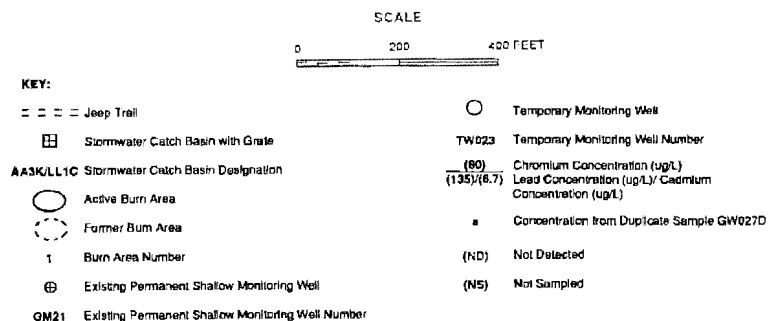 SCALE
0 200 400 FEET
KEY:
Jeep Trail
Stormwater Catch Basin with Grate
AA3K/LL1C Stormwater Catch Basin Designation
Active Burn Area
Former Burn Area
1 Burn Area Number
Existing Permanent Shallow Monitoring Well
GM21 Existing Permanent Shallow Monitoring Well Number
Temporary Monitoring Well
TW023 Temporary Monitoring Well Number
(80) Chromium Concentration (ug/L)
(135)/(6.7) Lead Concentration (ug/L)/ Cadmium
Concentration (ug/L)
a Concentration from Duplicate Sample GW027D
(ND) Not Detected
(NS) Not Sampled